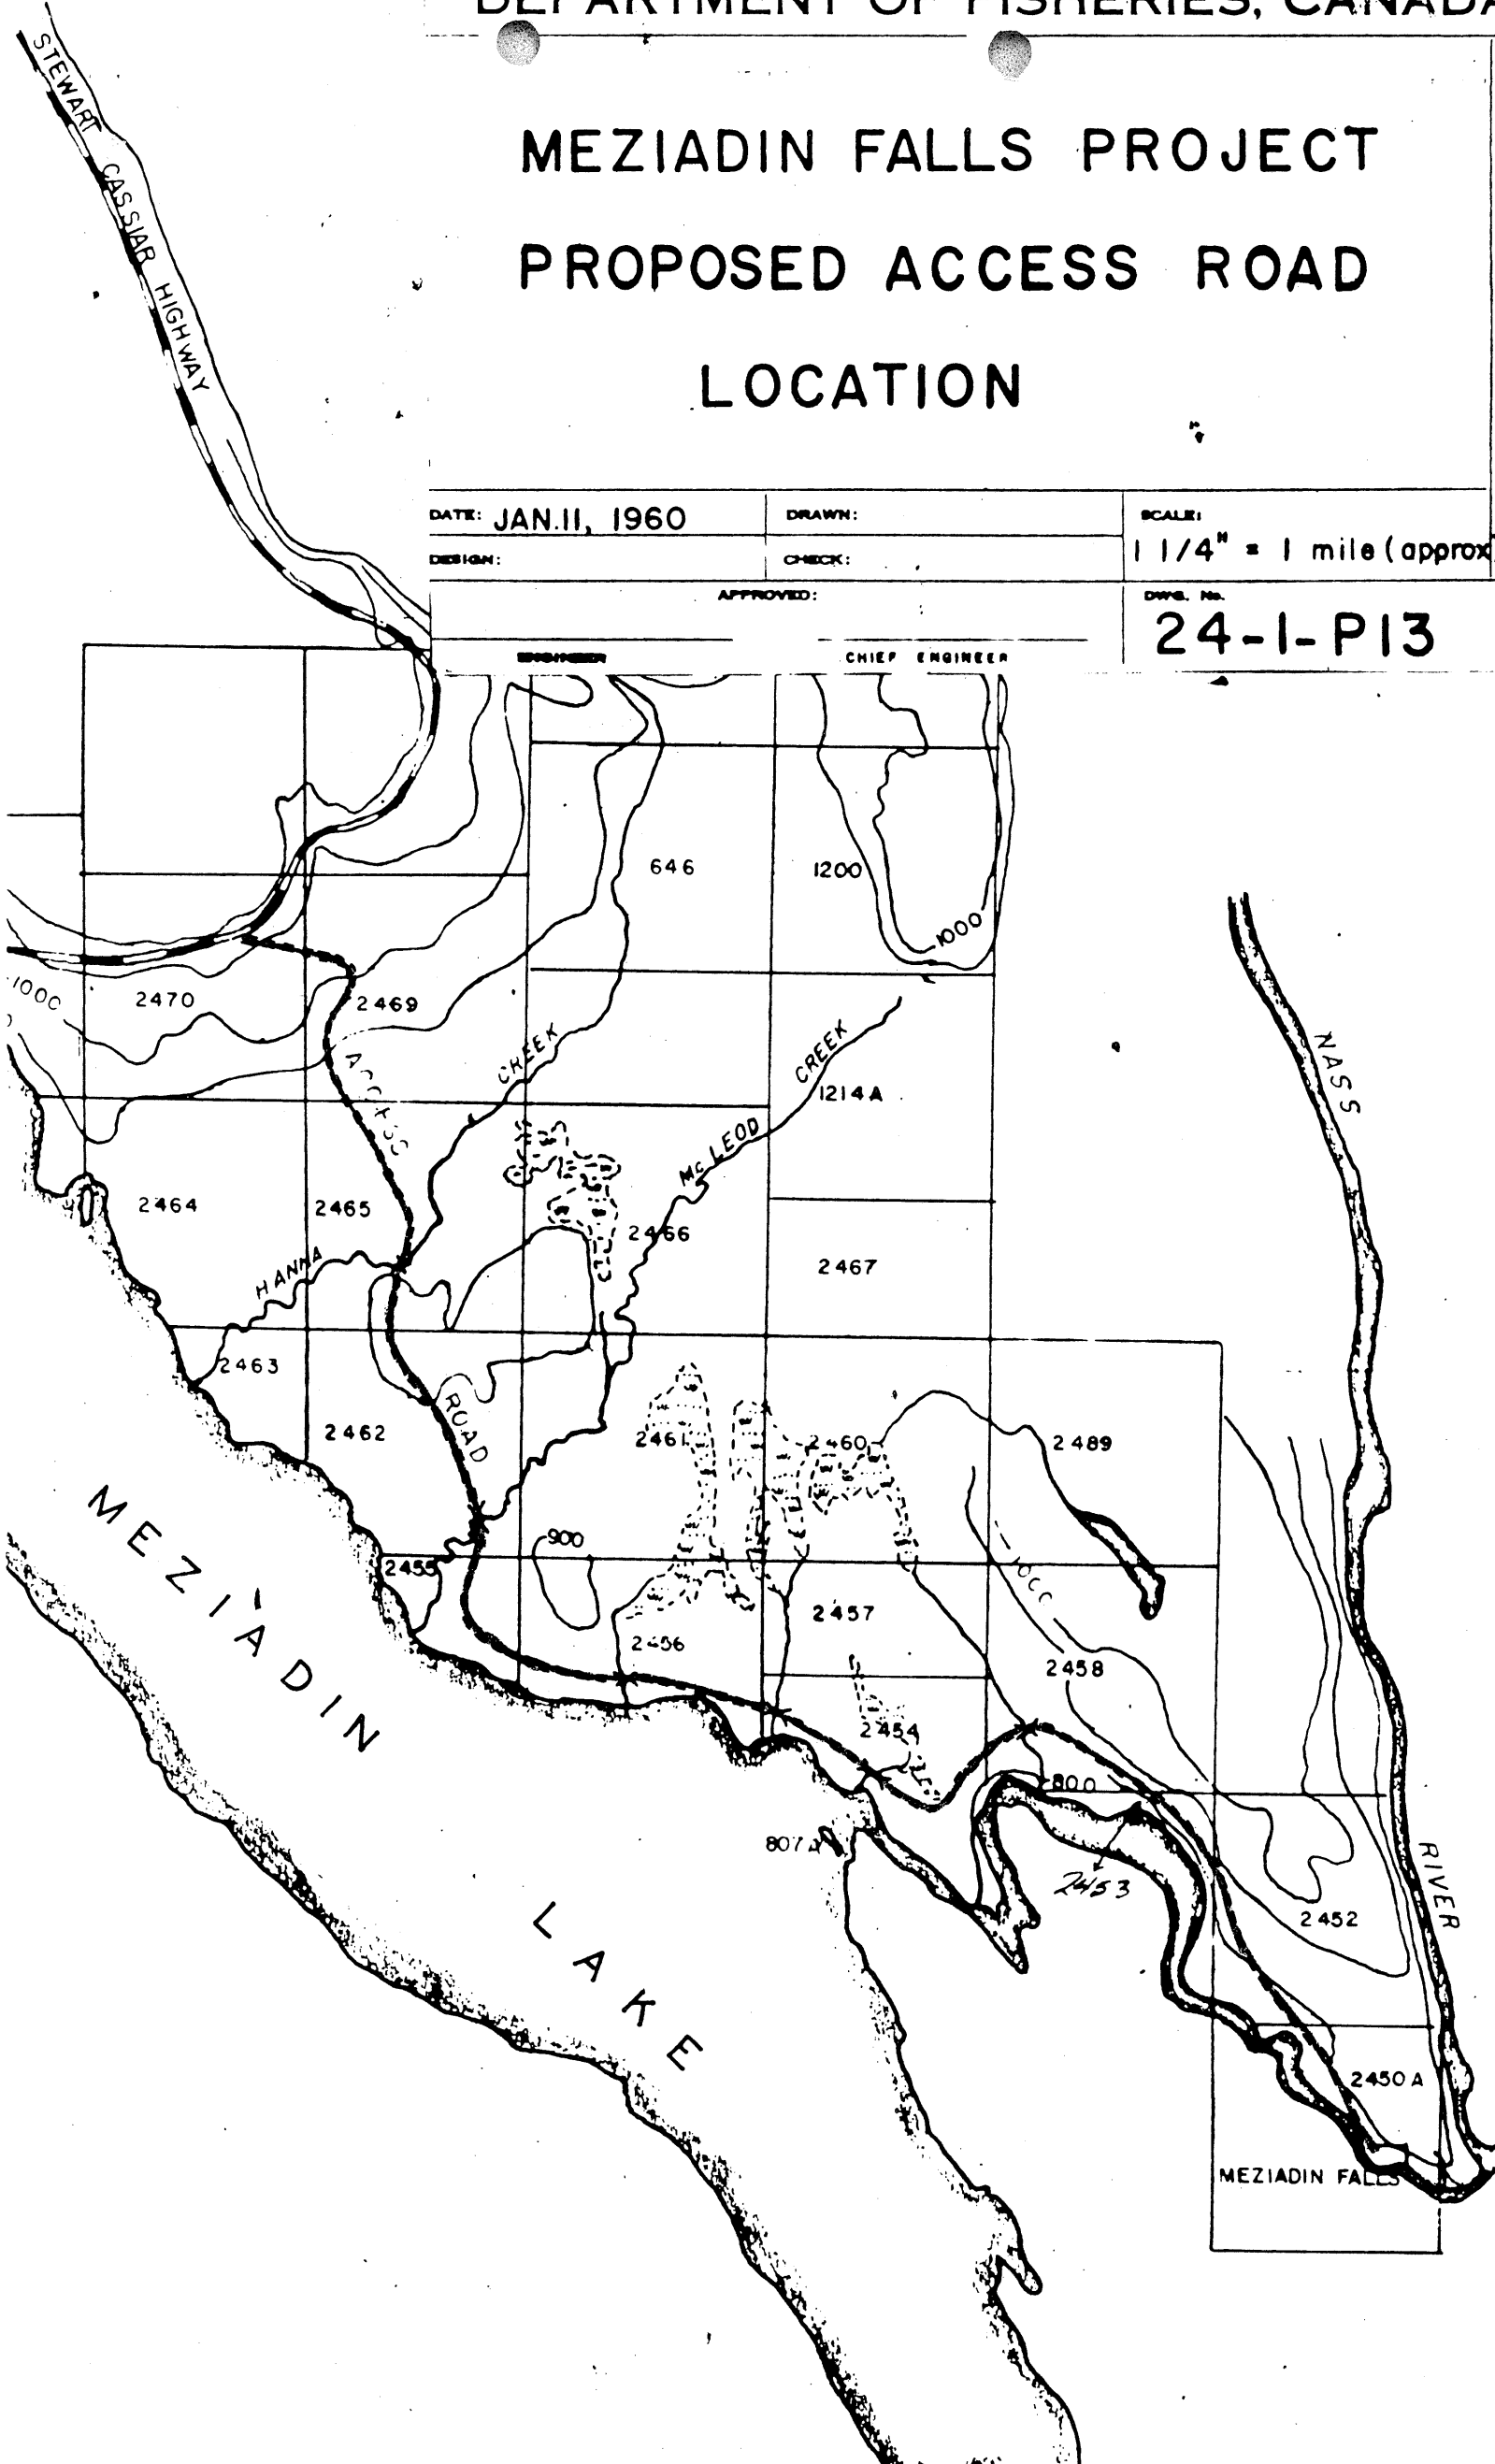 DEPARTMENT OF FISHERIES, CANADA
MEZIADIN FALLS PROJECT
PROPOSED ACCESS ROAD
LOCATION
DATE: JAN. 11, 1960
DRAWN:
SCALE:
1 1/4" = 1 mile (approx
DESIGN:
CHECK:
APPROVED:
DWG. No.
24-1-P13
ENGINEER
CHIEF ENGINEER
STEWART CASSIAR HIGHWAY
646
1200
1000
1000
2470
2469
ACCESS
CREEK
CREEK
1214A
McLEOD
NASS
2464
2465
2466
2467
HANNA
2463
2462
ROAD
2461
2460
2489
900
1000
2455
2456
2457
2458
2454
800
807A
2453
2452
RIVER
MEZIADIN
LAKE
2450A
MEZIADIN FALLS